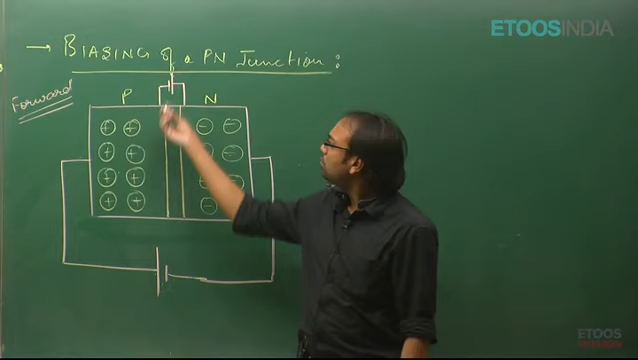 ETOOSINDIA
→ BIASING of a PN Junction :
Forward
P N
+ + - -
+ + -
+ + -
+ + -
ETOOS